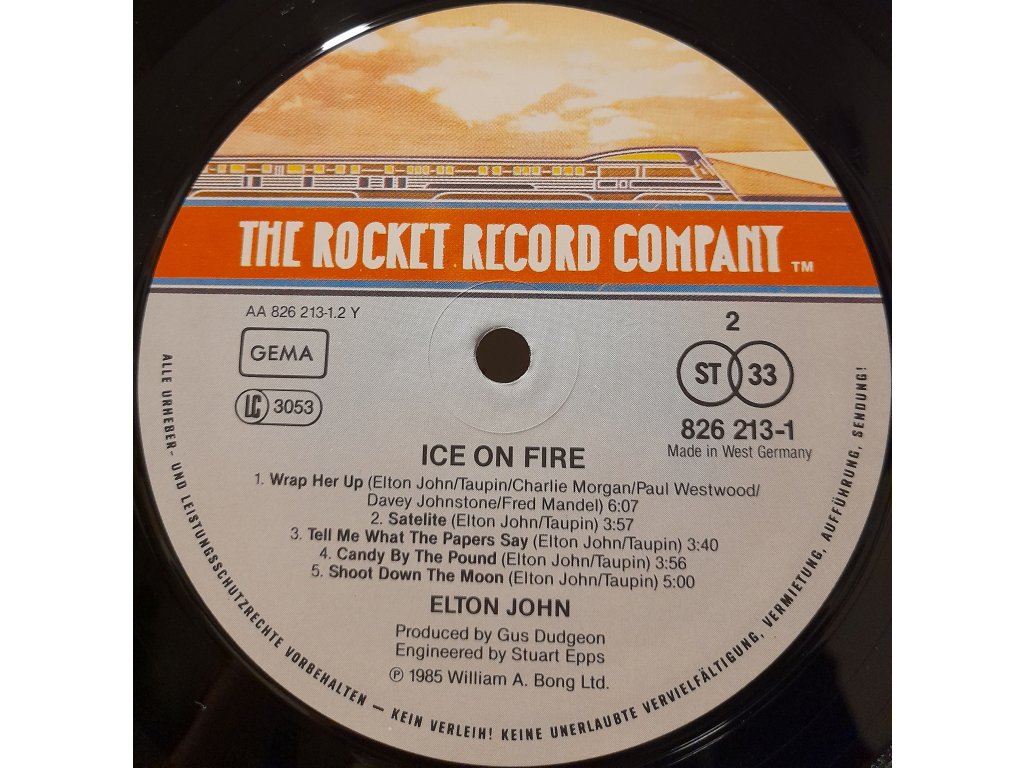 THE ROCKET RECORD COMPANY TM
AA 826 213-1.2 Y
GEMA
LC 3053
2
ST 33
826 213-1
Made in West Germany
ICE ON FIRE
1. Wrap Her Up (Elton John/Taupin/Charlie Morgan/Paul Westwood/
Davey Johnstone/Fred Mandel) 6:07
2. Satelite (Elton John/Taupin) 3:57
3. Tell Me What The Papers Say (Elton John/Taupin) 3:40
4. Candy By The Pound (Elton John/Taupin) 3:56
5. Shoot Down The Moon (Elton John/Taupin) 5:00
ELTON JOHN
Produced by Gus Dudgeon
Engineered by Stuart Epps
℗ 1985 William A. Bong Ltd.
ALLE URHEBER- UND LEISTUNGSSCHUTZRECHTE VORBEHALTEN — KEIN VERLEIH! KEINE UNERLAUBTE VERVIELFÄLTIGUNG, VERMIETUNG, AUFFÜHRUNG, SENDUNG!